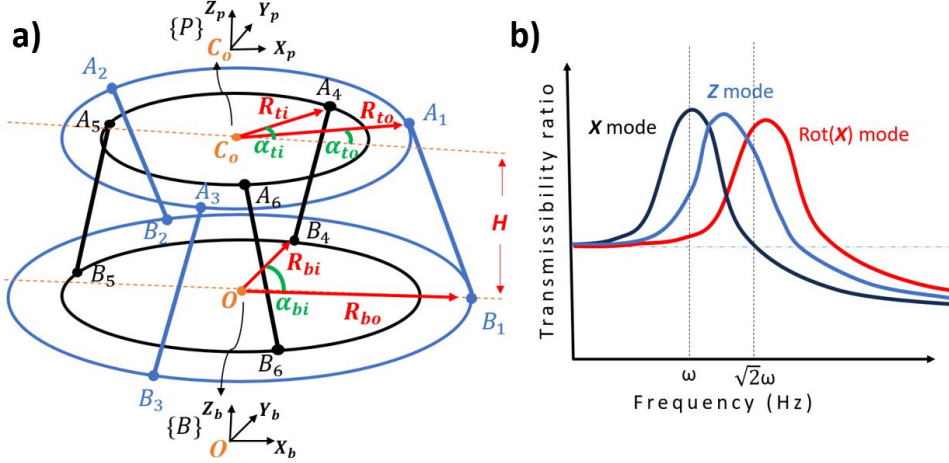 a)
Z_p
Y_p
{P}
C_o
X_p
A_2
A_4
R_ti
R_to
A_1
A_5
α_ti
α_to
C_o
A_3
A_6
H
B_2
B_4
B_5
R_bi
O
α_bi
R_bo
B_1
B_6
B_3
Z_b
Y_b
{B}
O
X_b
b)
Transmissibility ratio
X mode
Z mode
Rot(X) mode
ω
√2ω
Frequency (Hz)